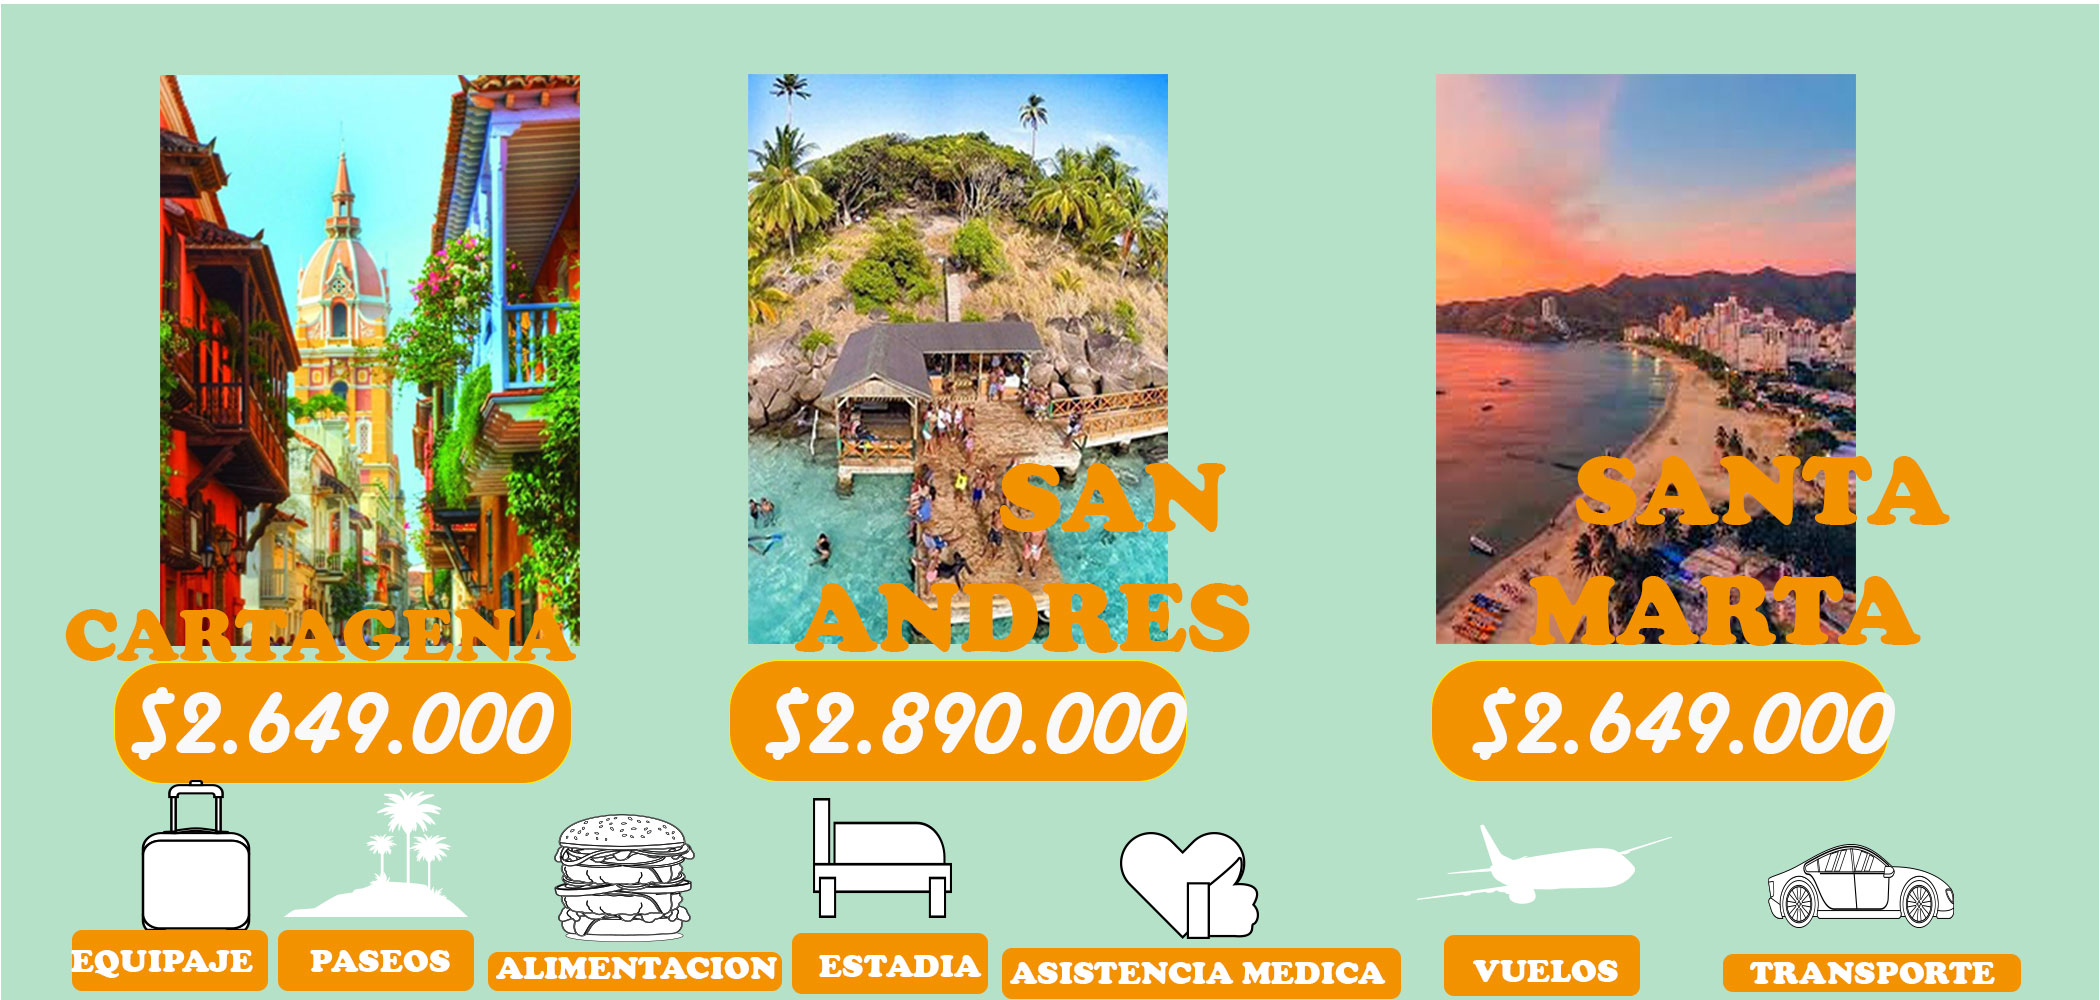 CARTAGENA
$2.649.000
SAN
ANDRES
$2.890.000
SANTA
MARTA
$2.649.000
EQUIPAJE
PASEOS
ALIMENTACION
ESTADIA
ASISTENCIA MEDICA
VUELOS
TRANSPORTE